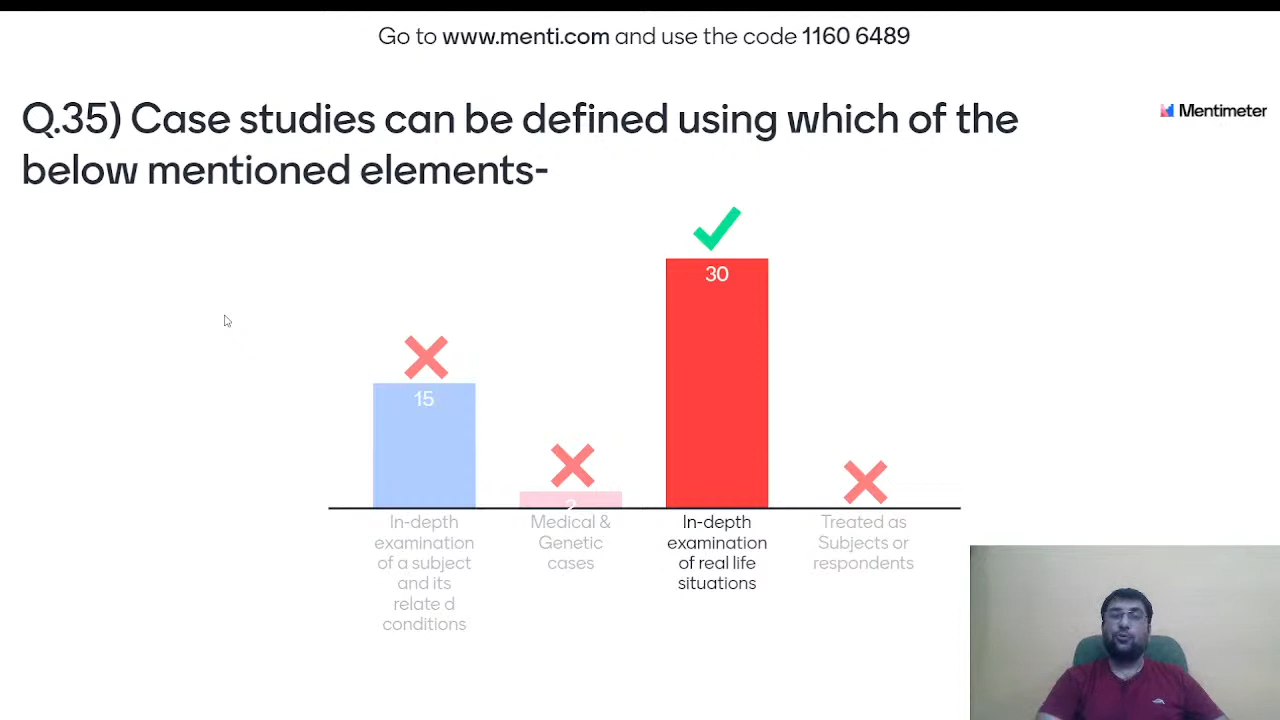 Go to www.menti.com and use the code 1160 6489
Q.35) Case studies can be defined using which of the
below mentioned elements-
Mentimeter
30
15
2
In-depth
examination
of a subject
and its
relate d
conditions
Medical &
Genetic
cases
In-depth
examination
of real life
situations
Treated as
Subjects or
respondents